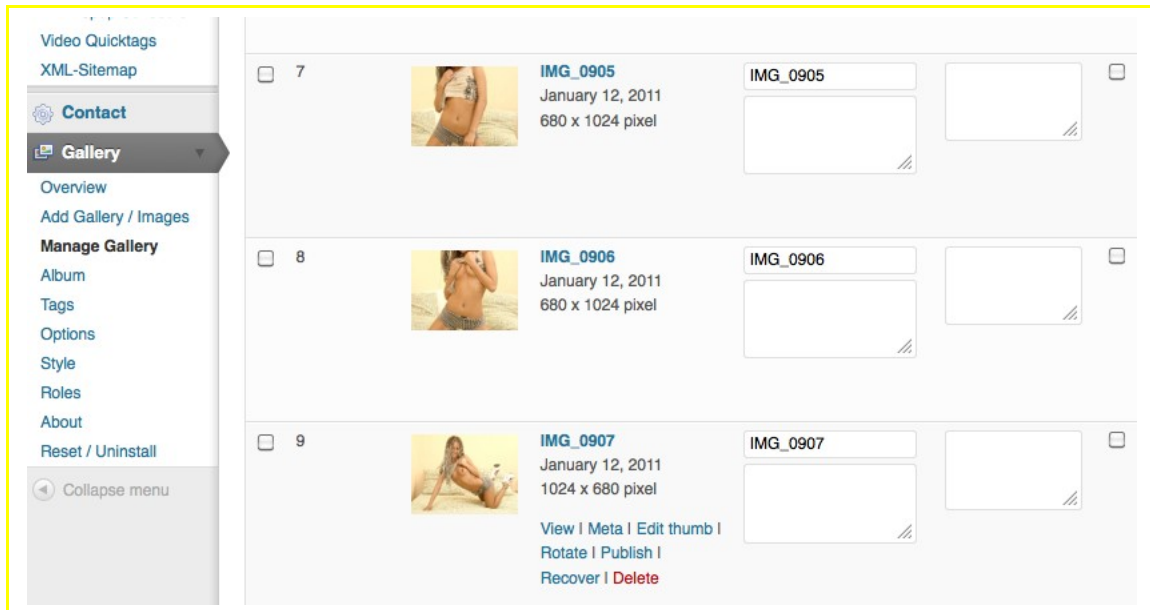 Video Quicktags
XML-Sitemap
Contact
Gallery
Overview
Add Gallery / Images
Manage Gallery
Album
Tags
Options
Style
Roles
About
Reset / Uninstall
Collapse menu
7
IMG_0905
January 12, 2011
680 x 1024 pixel
IMG_0905
8
IMG_0906
January 12, 2011
680 x 1024 pixel
IMG_0906
9
IMG_0907
January 12, 2011
1024 x 680 pixel
View | Meta | Edit thumb |
Rotate | Publish |
Recover | Delete
IMG_0907